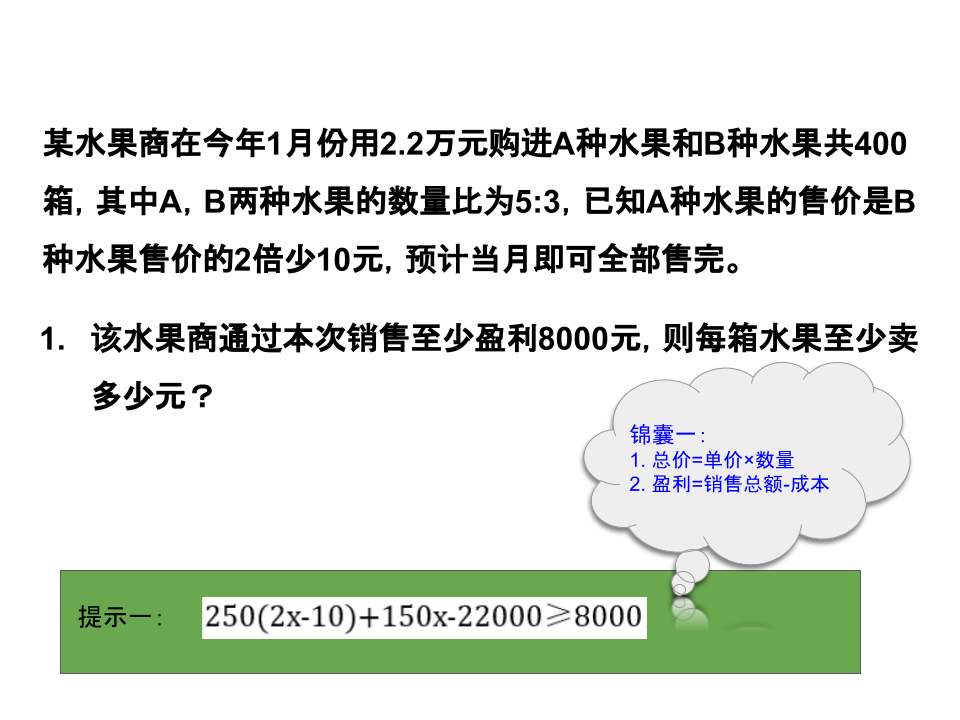 某水果商在今年1月份用2.2万元购进A种水果和B种水果共400
箱，其中A，B两种水果的数量比为5:3，已知A种水果的售价是B
种水果售价的2倍少10元，预计当月即可全部售完。
1. 该水果商通过本次销售至少盈利8000元，则每箱水果至少卖
多少元？
锦囊一：
1. 总价=单价×数量
2. 盈利=销售总额-成本
提示一： 250(2x-10)+150x-22000≥8000